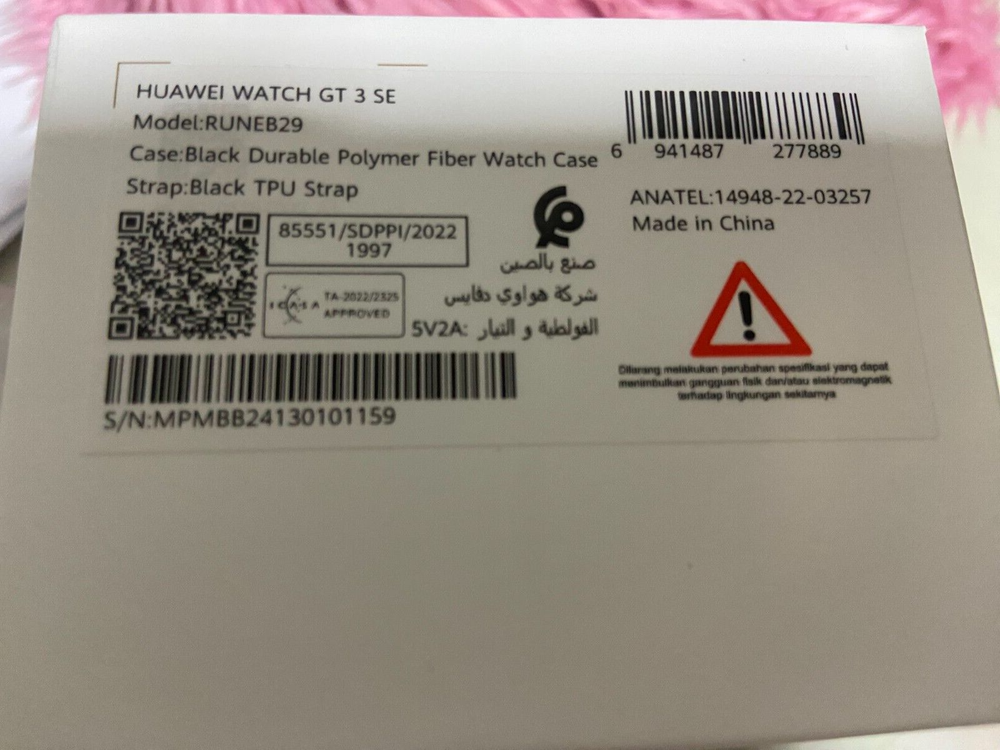 HUAWEI WATCH GT 3 SE
Model:RUNEB29
Case:Black Durable Polymer Fiber Watch Case
Strap:Black TPU Strap
85551/SDPPI/2022
1997
ICASA TA-2022/2325
APPROVED
صنع بالصين
شركة هواوي دفايس
الفولطية و التيار :5V2A
S/N:MPMBB24130101159
6 941487 277889
ANATEL:14948-22-03257
Made in China
Dilarang melakukan perubahan spesifikasi yang dapat
menimbulkan gangguan fisik dan/atau elektromagnetik
terhadap lingkungan sekitarnya